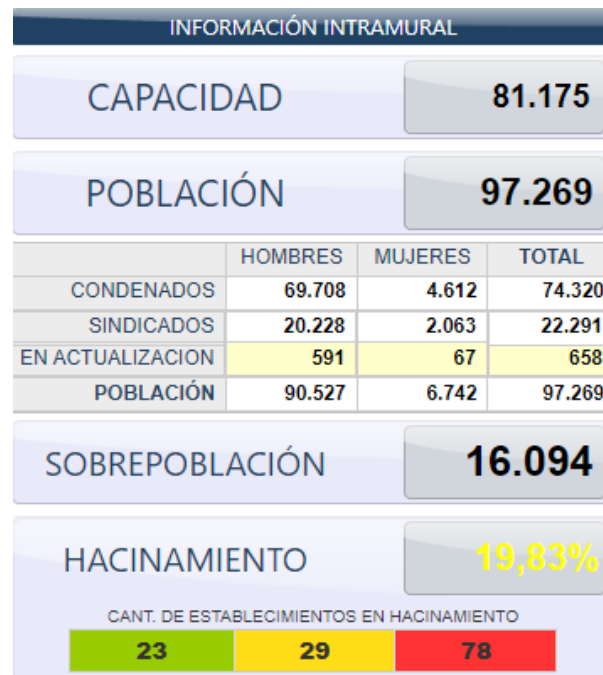 INFORMACIÓN INTRAMURAL
CAPACIDAD 81.175
POBLACIÓN 97.269
HOMBRES MUJERES TOTAL
CONDENADOS 69.708 4.612 74.320
SINDICADOS 20.228 2.063 22.291
EN ACTUALIZACION 591 67 658
POBLACIÓN 90.527 6.742 97.269
SOBREPOBLACIÓN 16.094
HACINAMIENTO 19,83%
CANT. DE ESTABLECIMIENTOS EN HACINAMIENTO
23 29 78